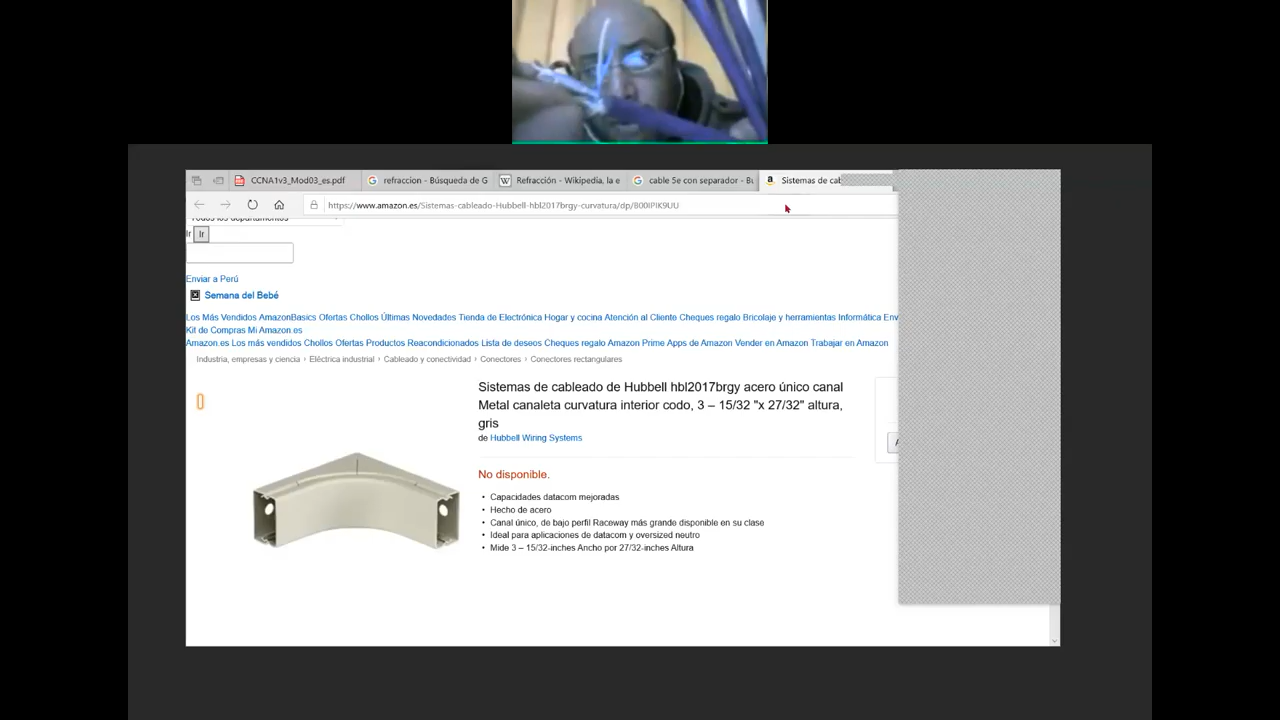 CCNA1v3_Mod03_es.pdf
refraccion - Búsqueda de G
Refracción - Wikipedia, la e
cable 5e con separador - Bu
Sistemas de cab
https://www.amazon.es/Sistemas-cableado-Hubbell-hbl2017brgy-curvatura/dp/B00IPIK9UU
Todos los departamentos
Ir Ir
Enviar a Perú
Semana del Bebé
Los Más Vendidos AmazonBasics Ofertas Chollos Últimas Novedades Tienda de Electrónica Hogar y cocina Atención al Cliente Cheques regalo Bricolaje y herramientas Informática Env
Kit de Compras Mi Amazon.es
Amazon.es Los más vendidos Chollos Ofertas Productos Reacondicionados Lista de deseos Cheques regalo Amazon Prime Apps de Amazon Vender en Amazon Trabajar en Amazon
Industria, empresas y ciencia › Eléctrica industrial › Cableado y conectividad › Conectores › Conectores rectangulares
Sistemas de cableado de Hubbell hbl2017brgy acero único canal
Metal canaleta curvatura interior codo, 3 – 15/32 "x 27/32" altura,
gris
de Hubbell Wiring Systems
No disponible.
• Capacidades datacom mejoradas
• Hecho de acero
• Canal único, de bajo perfil Raceway más grande disponible en su clase
• Ideal para aplicaciones de datacom y oversized neutro
• Mide 3 – 15/32-inches Ancho por 27/32-inches Altura